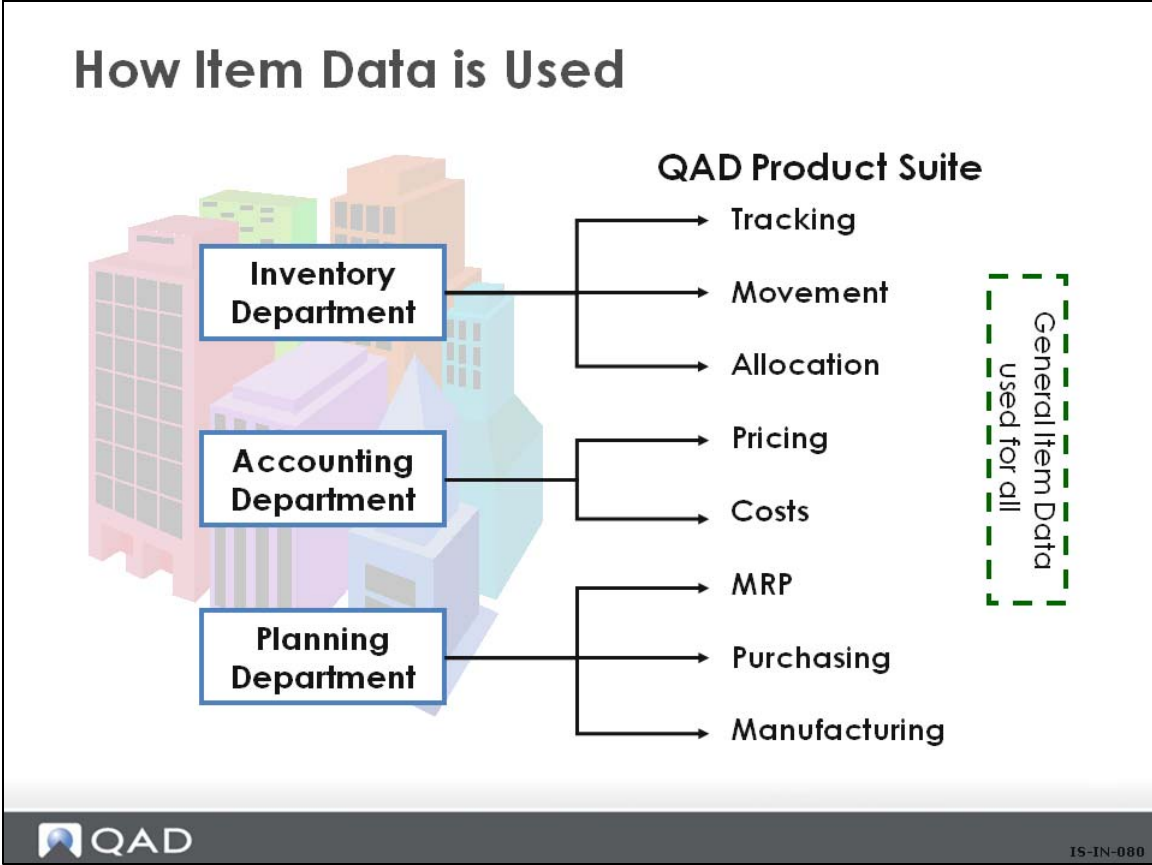 How Item Data is Used
QAD Product Suite
Inventory
Department
Tracking
Movement
Allocation
Accounting
Department
Pricing
Costs
Planning
Department
MRP
Purchasing
Manufacturing
General Item Data
used for all
QAD
IS-IN-080